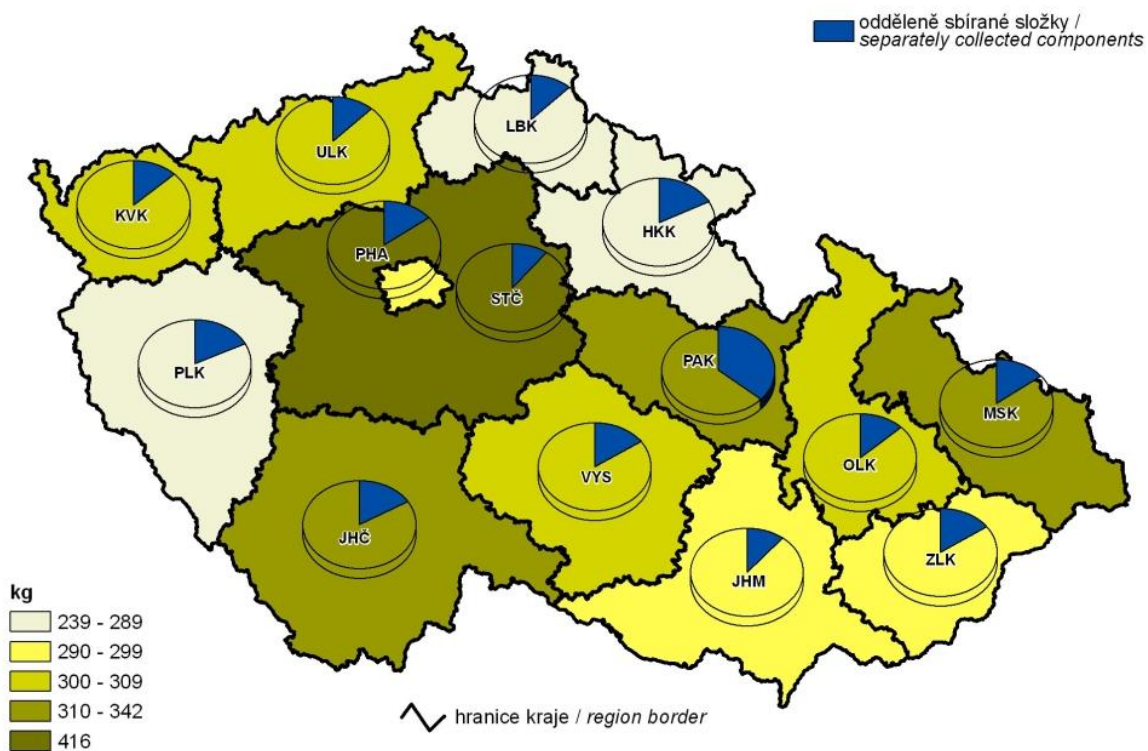 odděleně sbírané složky /
separately collected components
LBK
ULK
KVK
HKK
PHA
STČ
PLK
PAK
MSK
OLK
VYS
JHČ
ZLK
JHM
kg
239 - 289
290 - 299
300 - 309
310 - 342
416
hranice kraje / region border